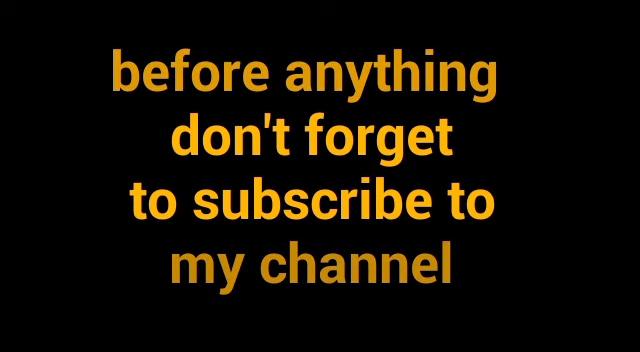 before anything
don't forget
to subscribe to
my channel